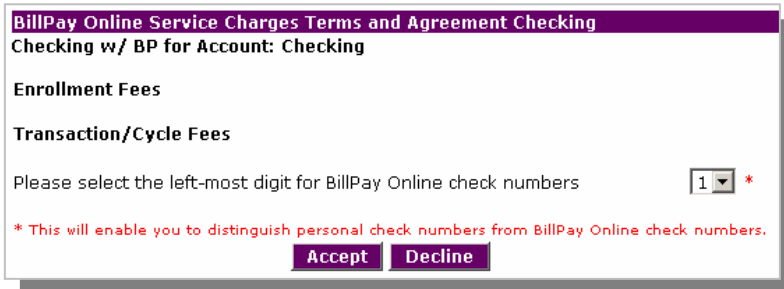 BillPay Online Service Charges Terms and Agreement Checking
Checking w/ BP for Account: Checking
Enrollment Fees
Transaction/Cycle Fees
Please select the left-most digit for BillPay Online check numbers 1 *
* This will enable you to distinguish personal check numbers from BillPay Online check numbers.
Accept Decline